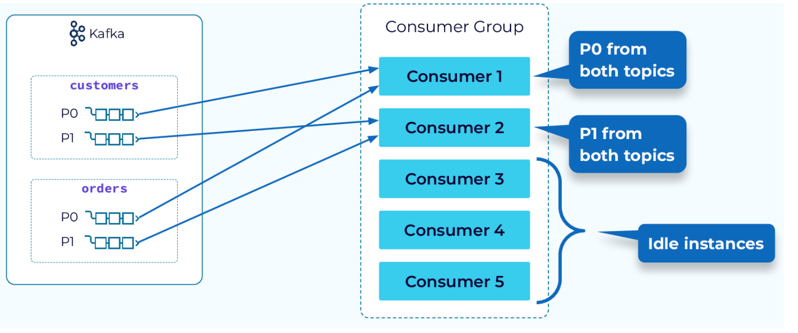 Kafka
customers
P0
P1
orders
P0
P1
Consumer Group
Consumer 1
Consumer 2
Consumer 3
Consumer 4
Consumer 5
P0 from
both topics
P1 from
both topics
Idle instances